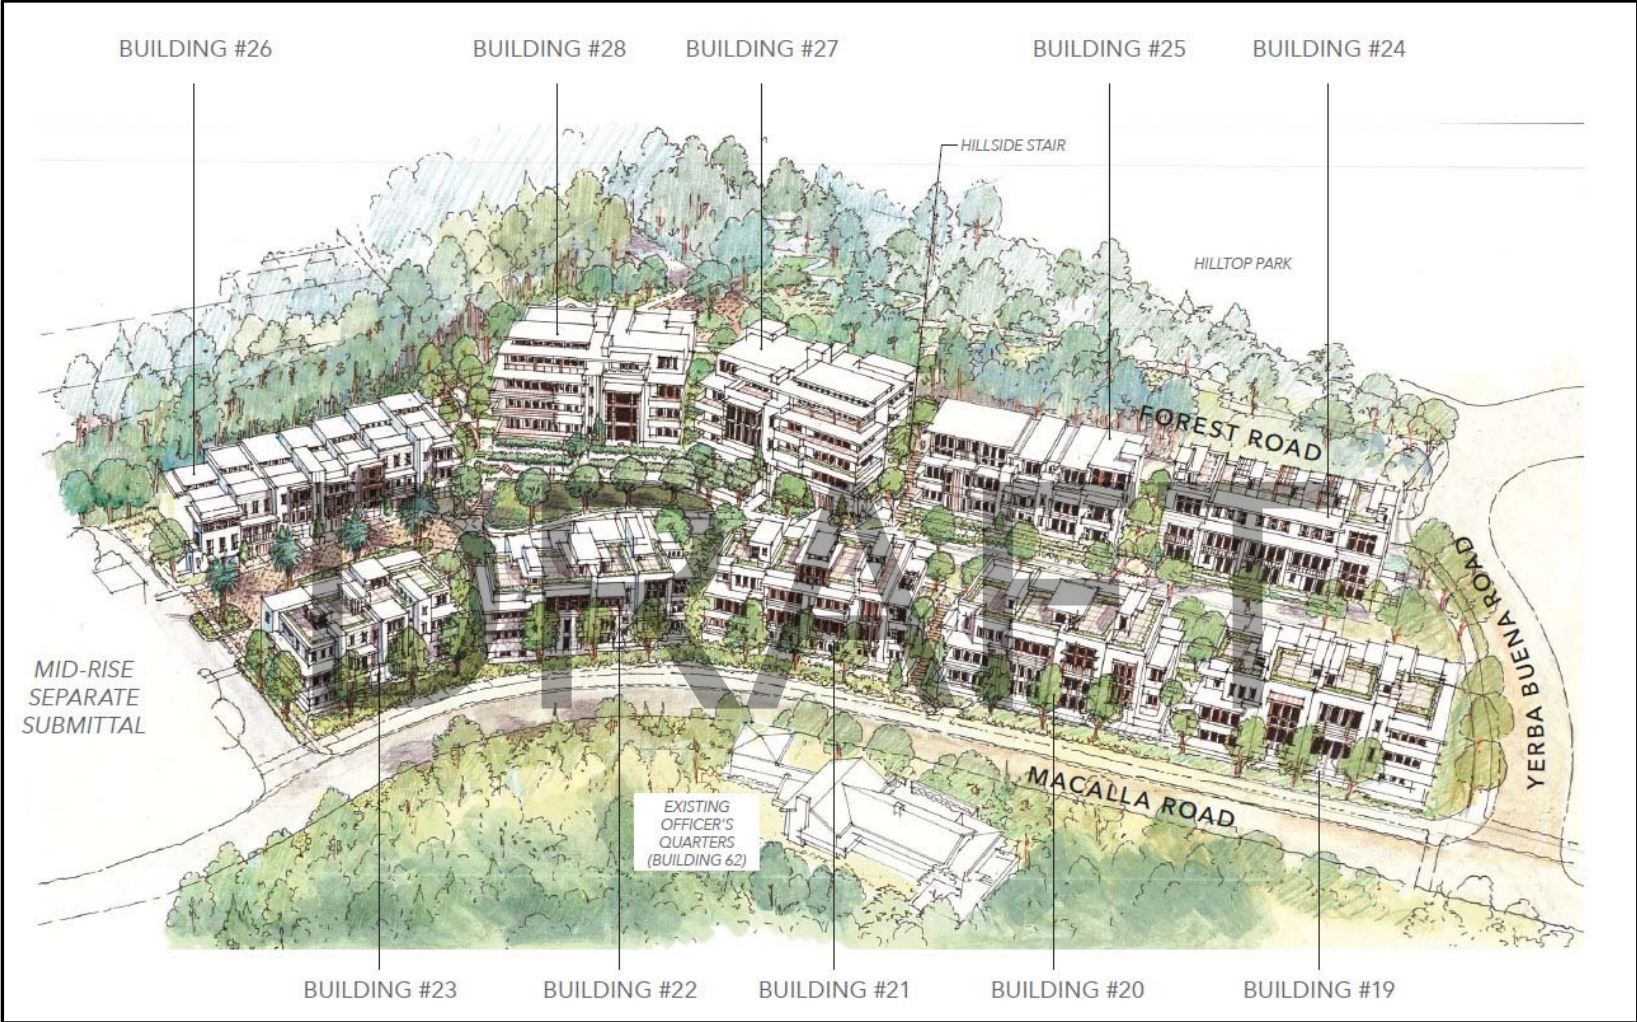 BUILDING #26
BUILDING #28
BUILDING #27
BUILDING #25
BUILDING #24
HILLSIDE STAIR
HILLTOP PARK
FOREST ROAD
YERBA BUENA ROAD
DRAFT
MID-RISE
SEPARATE
SUBMITTAL
MACALLA ROAD
EXISTING
OFFICER'S
QUARTERS
(BUILDING 62)
BUILDING #23
BUILDING #22
BUILDING #21
BUILDING #20
BUILDING #19